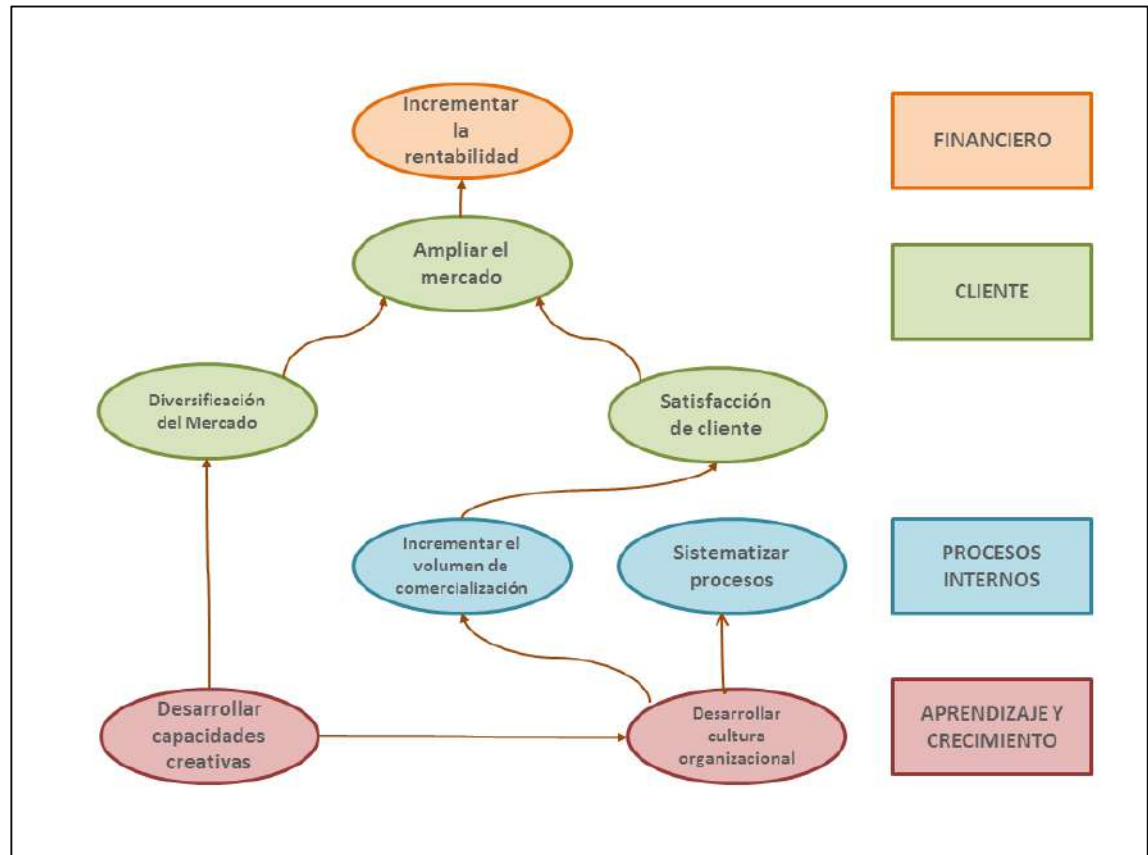 Incrementar
la
rentabilidad
FINANCIERO
Ampliar el
mercado
CLIENTE
Diversificación
del Mercado
Satisfacción
de cliente
Incrementar el
volumen de
comercialización
Sistematizar
procesos
PROCESOS
INTERNOS
Desarrollar
capacidades
creativas
Desarrollar
cultura
organizacional
APRENDIZAJE Y
CRECIMIENTO